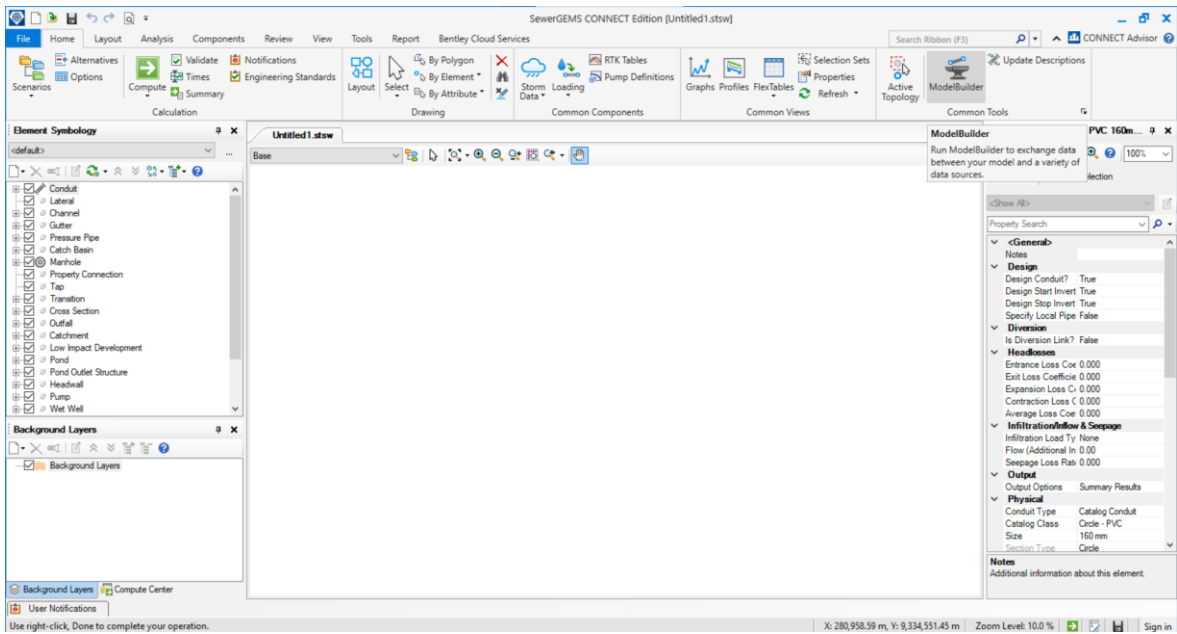 SewerGEMS CONNECT Edition [Untitled1.stsw]
File Home Layout Analysis Components Review View Tools Report Bentley Cloud Services Search Ribbon (F3) CONNECT Advisor
Scenarios
Alternatives
Options
Compute
Validate
Times
Summary
Notifications
Engineering Standards
Calculation
Layout
Select
By Polygon
By Element
By Attribute
Drawing
Storm Data
Loading
RTK Tables
Pump Definitions
Common Components
Graphs Profiles FlexTables
Selection Sets
Properties
Refresh
Common Views
Active Topology
ModelBuilder
Update Descriptions
Common Tools
Element Symbology
<default>
...
Conduit
Lateral
Channel
Gutter
Pressure Pipe
Catch Basin
Manhole
Property Connection
Tap
Transition
Cross Section
Outfall
Catchment
Low Impact Development
Pond
Pond Outlet Structure
Headwall
Pump
Wet Well
Background Layers
Background Layers
Background Layers Compute Center
User Notifications
Use right-click, Done to complete your operation.
Untitled1.stsw
Base
ModelBuilder
Run ModelBuilder to exchange data
between your model and a variety of
data sources.
PVC 160m...
100%
<Show All>
Property Search
<General>
Notes
Design
Design Conduit? True
Design Start Invert True
Design Stop Invert True
Specify Local Pipe False
Diversion
Is Diversion Link? False
Headlosses
Entrance Loss Coe 0.000
Exit Loss Coefficie 0.000
Expansion Loss C 0.000
Contraction Loss C 0.000
Average Loss Coe 0.000
Infiltration/Inflow & Seepage
Infiltration Load Ty None
Flow (Additional In 0.00
Seepage Loss Rat 0.000
Output
Output Options Summary Results
Physical
Conduit Type Catalog Conduit
Catalog Class Circle - PVC
Size 160 mm
Section Type Circle
Notes
Additional information about this element.
X: 280,958.59 m, Y: 9,334,551.45 m Zoom Level: 10.0 % Sign in